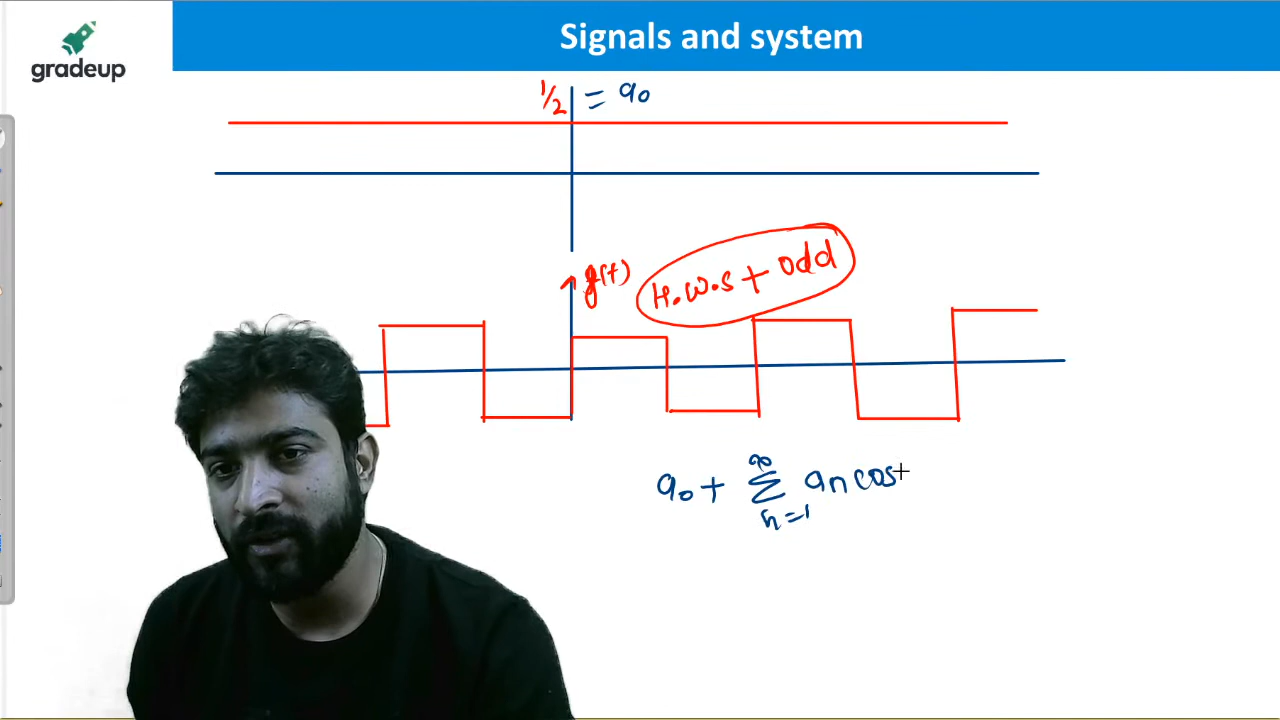 Signals and system
gradeup
1/2 = a0
g(t)
H.W.S + odd
a0 + ∞ Σ n=1 an cos